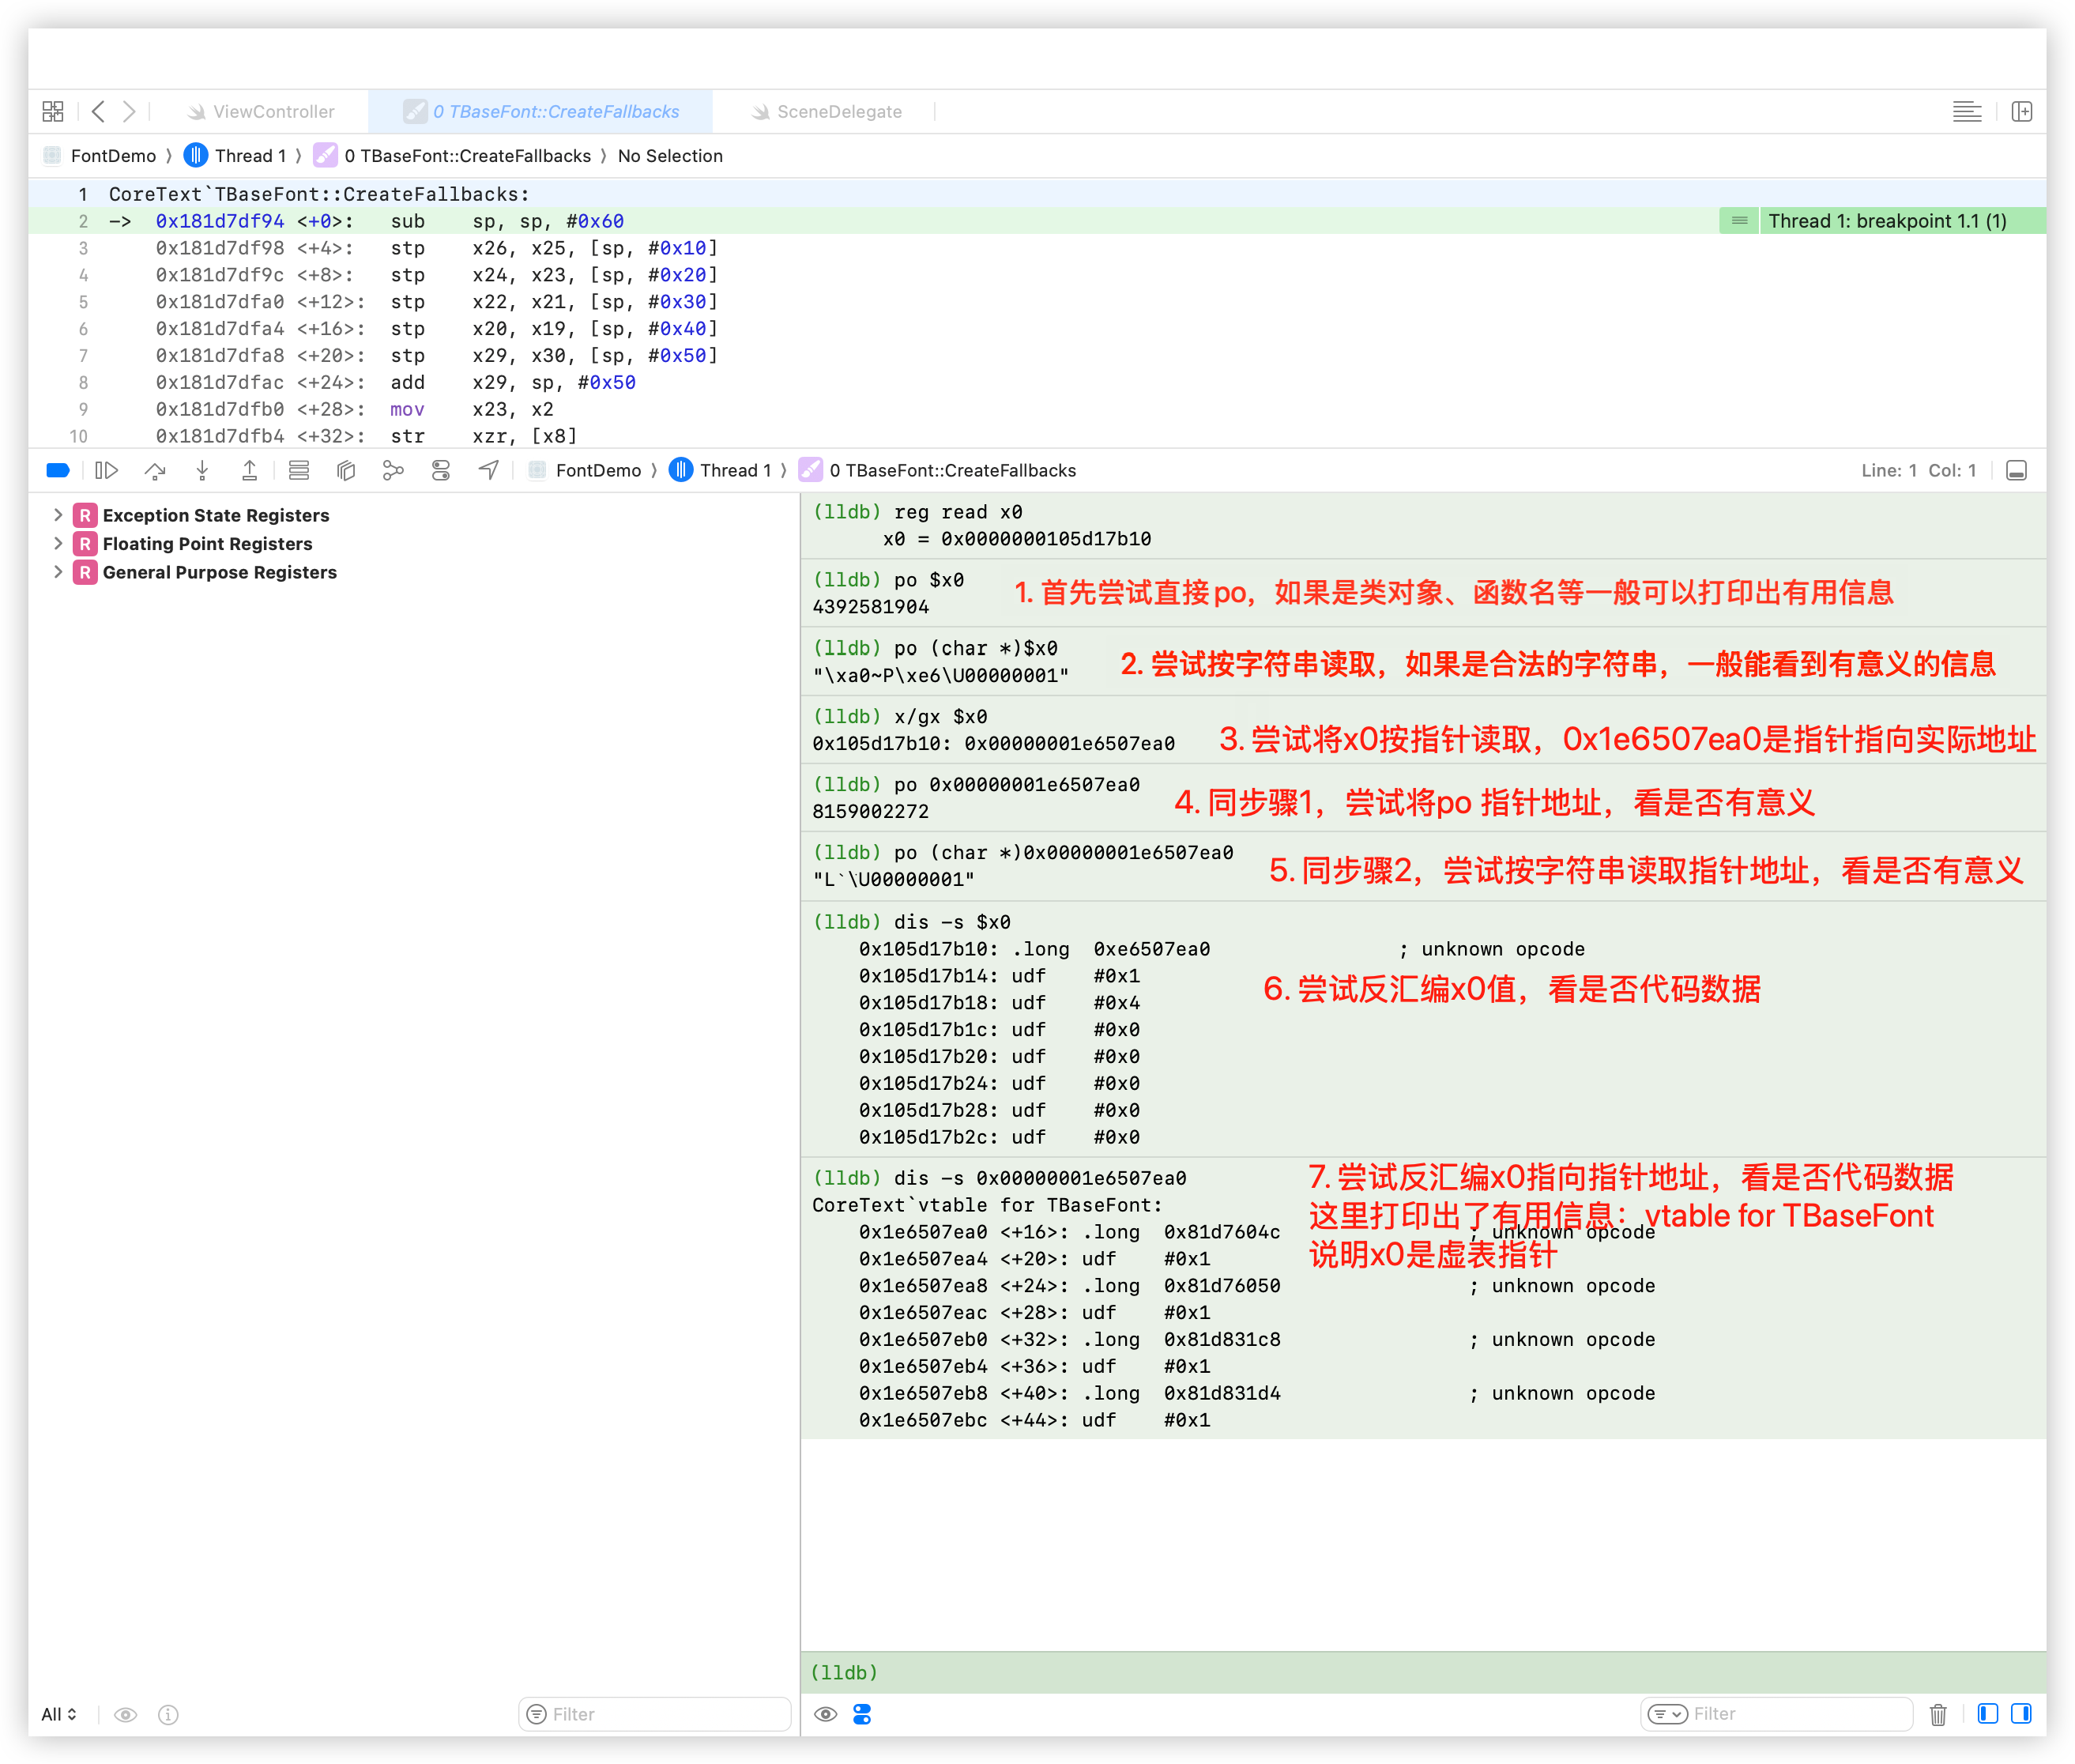 ViewController
0 TBaseFont::CreateFallbacks
SceneDelegate
FontDemo 〉 Thread 1 〉 0 TBaseFont::CreateFallbacks 〉 No Selection
1 CoreText`TBaseFont::CreateFallbacks:
2 -> 0x181d7df94 <+0>: sub sp, sp, #0x60
Thread 1: breakpoint 1.1 (1)
3 0x181d7df98 <+4>: stp x26, x25, [sp, #0x10]
4 0x181d7df9c <+8>: stp x24, x23, [sp, #0x20]
5 0x181d7dfa0 <+12>: stp x22, x21, [sp, #0x30]
6 0x181d7dfa4 <+16>: stp x20, x19, [sp, #0x40]
7 0x181d7dfa8 <+20>: stp x29, x30, [sp, #0x50]
8 0x181d7dfac <+24>: add x29, sp, #0x50
9 0x181d7dfb0 <+28>: mov x23, x2
10 0x181d7dfb4 <+32>: str xzr, [x8]
FontDemo 〉 Thread 1 〉 0 TBaseFont::CreateFallbacks
Line: 1 Col: 1
R Exception State Registers
R Floating Point Registers
R General Purpose Registers
(lldb) reg read x0
x0 = 0x0000000105d17b10
(lldb) po $x0
4392581904
1. 首先尝试直接po，如果是类对象、函数名等一般可以打印出有用信息
(lldb) po (char *)$x0
"\xa0~P\xe6\U00000001"
2. 尝试按字符串读取，如果是合法的字符串，一般能看到有意义的信息
(lldb) x/gx $x0
0x105d17b10: 0x00000001e6507ea0
3. 尝试将x0按指针读取，0x1e6507ea0是指针指向实际地址
(lldb) po 0x00000001e6507ea0
8159002272
4. 同步骤1，尝试将po 指针地址，看是否有意义
(lldb) po (char *)0x00000001e6507ea0
"L`\U00000001"
5. 同步骤2，尝试按字符串读取指针地址，看是否有意义
(lldb) dis -s $x0
0x105d17b10: .long 0xe6507ea0 ; unknown opcode
0x105d17b14: udf #0x1
0x105d17b18: udf #0x4
0x105d17b1c: udf #0x0
0x105d17b20: udf #0x0
0x105d17b24: udf #0x0
0x105d17b28: udf #0x0
0x105d17b2c: udf #0x0
6. 尝试反汇编x0值，看是否代码数据
(lldb) dis -s 0x00000001e6507ea0
CoreText`vtable for TBaseFont:
0x1e6507ea0 <+16>: .long 0x81d7604c ; unknown opcode
0x1e6507ea4 <+20>: udf #0x1
0x1e6507ea8 <+24>: .long 0x81d76050 ; unknown opcode
0x1e6507eac <+28>: udf #0x1
0x1e6507eb0 <+32>: .long 0x81d831c8 ; unknown opcode
0x1e6507eb4 <+36>: udf #0x1
0x1e6507eb8 <+40>: .long 0x81d831d4 ; unknown opcode
0x1e6507ebc <+44>: udf #0x1
7. 尝试反汇编x0指向指针地址，看是否代码数据
这里打印出了有用信息：vtable for TBaseFont
说明x0是虚表指针
(lldb)
All
Filter
Filter